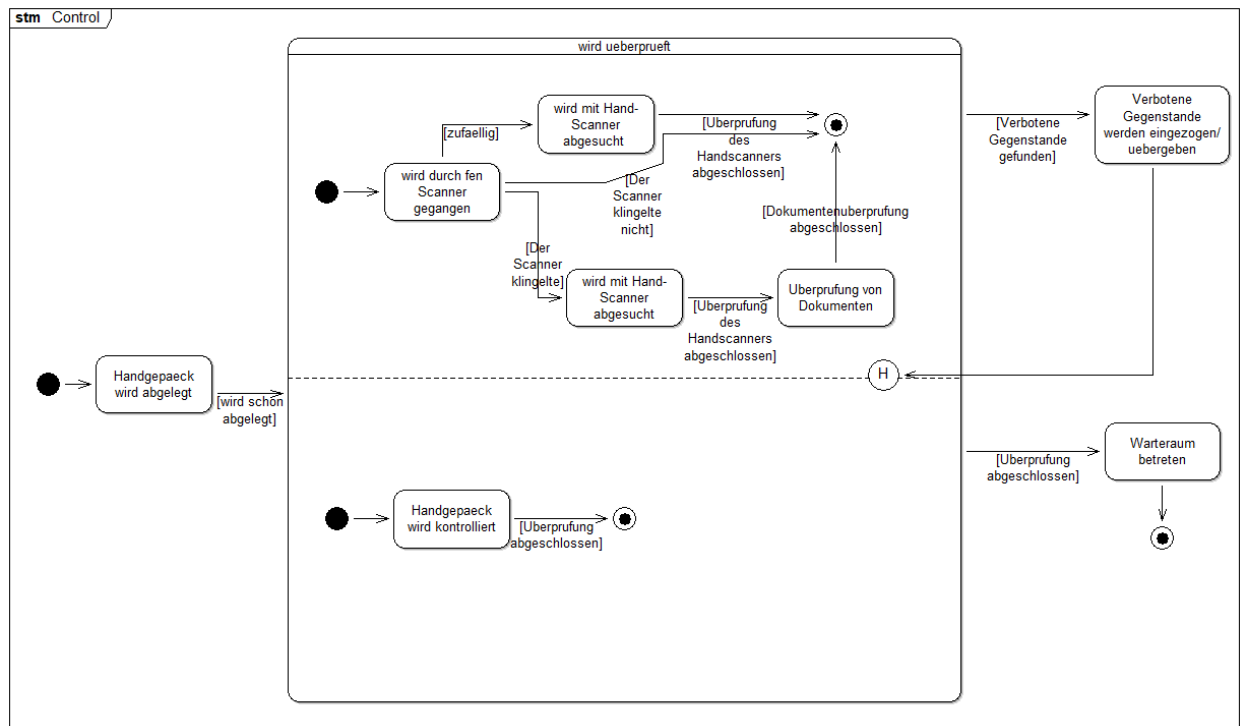 stm Control
wird ueberprueft
wird mit Hand-
Scanner
abgesucht
[zufaellig]
[Uberprufung
des
Handscanners
abgeschlossen]
[Verbotene
Gegenstande
gefunden]
Verbotene
Gegenstande
werden eingezogen/
uebergeben
wird durch fen
Scanner
gegangen
[Der
Scanner
klingelte
nicht]
[Dokumentenuberprufung
abgeschlossen]
[Der
Scanner
klingelte]
wird mit Hand-
Scanner
abgesucht
[Uberprufung
des
Handscanners
abgeschlossen]
Uberprufung von
Dokumenten
H
Handgepaeck
wird abgelegt
[wird schon
abgelegt]
[Uberprufung
abgeschlossen]
Warteraum
betreten
Handgepaeck
wird kontrolliert
[Uberprufung
abgeschlossen]